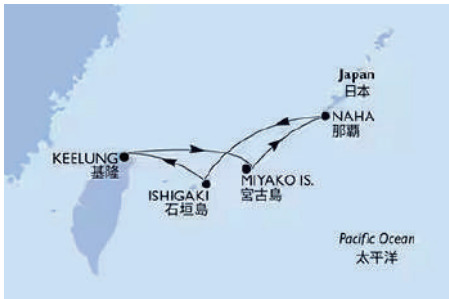 Japan
日本
NAHA
那覇
KEELUNG
基隆
MIYAKO IS.
宮古島
ISHIGAKI
石垣島
Pacific Ocean
太平洋